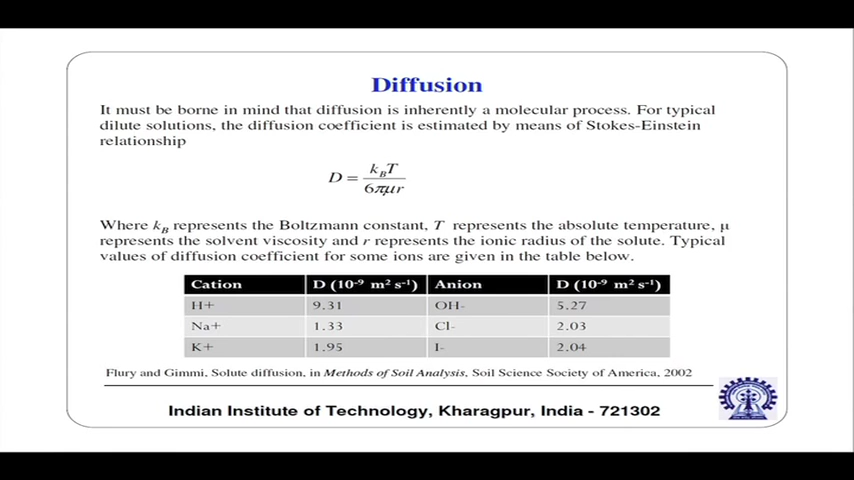 Diffusion
It must be borne in mind that diffusion is inherently a molecular process. For typical
dilute solutions, the diffusion coefficient is estimated by means of Stokes-Einstein
relationship
D = k_B T / 6πμr
Where k_B represents the Boltzmann constant, T represents the absolute temperature, μ
represents the solvent viscosity and r represents the ionic radius of the solute. Typical
values of diffusion coefficient for some ions are given in the table below.
Cation D (10⁻⁹ m² s⁻¹) Anion D (10⁻⁹ m² s⁻¹)
H+ 9.31 OH- 5.27
Na+ 1.33 Cl- 2.03
K+ 1.95 I- 2.04
Flury and Gimmi, Solute diffusion, in Methods of Soil Analysis, Soil Science Society of America, 2002
Indian Institute of Technology, Kharagpur, India - 721302